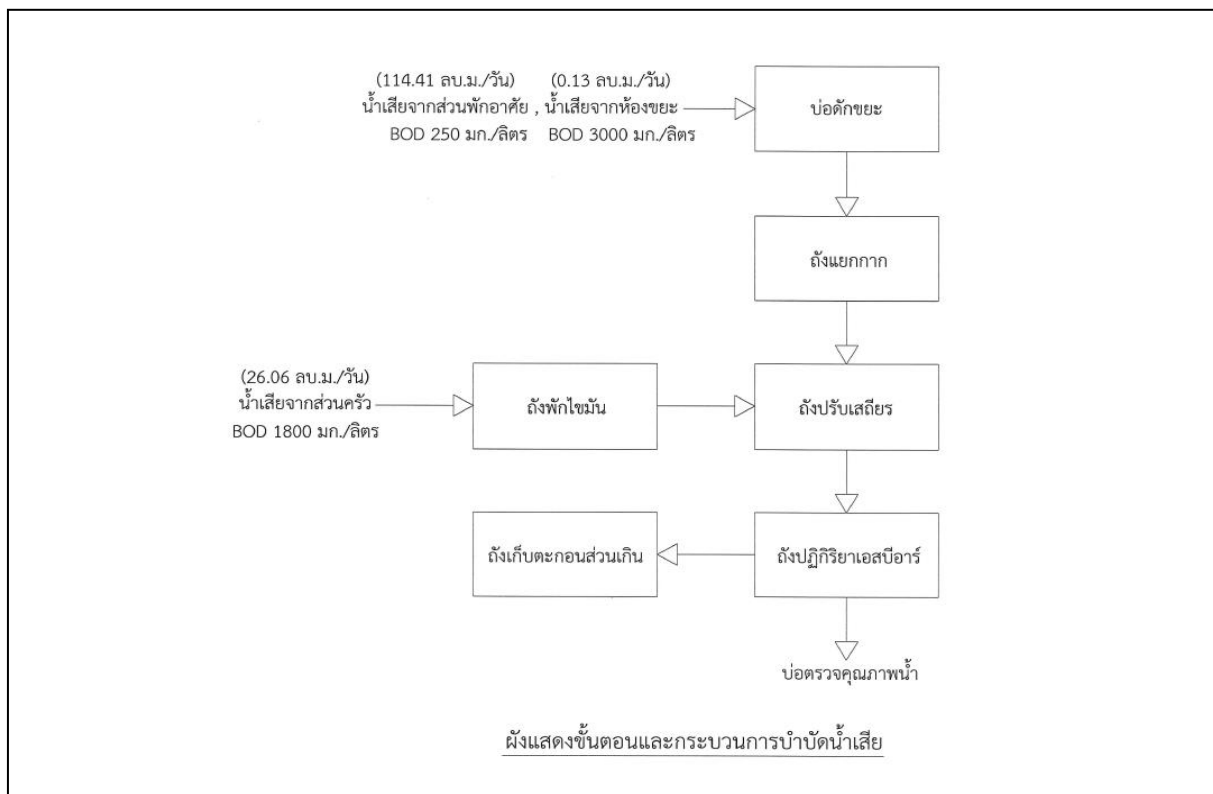 (114.41 ลบ.ม./วัน) (0.13 ลบ.ม./วัน)
น้ำเสียจากส่วนพักอาศัย , น้ำเสียจากห้องขยะ
BOD 250 มก./ลิตร BOD 3000 มก./ลิตร
บ่อดักขยะ
ถังแยกกาก
(26.06 ลบ.ม./วัน)
น้ำเสียจากส่วนครัว
BOD 1800 มก./ลิตร
ถังพักไขมัน
ถังปรับเสถียร
ถังเก็บตะกอนส่วนเกิน
ถังปฏิกิริยาเอสบีอาร์
บ่อตรวจคุณภาพน้ำ
ผังแสดงขั้นตอนและกระบวนการบำบัดน้ำเสีย